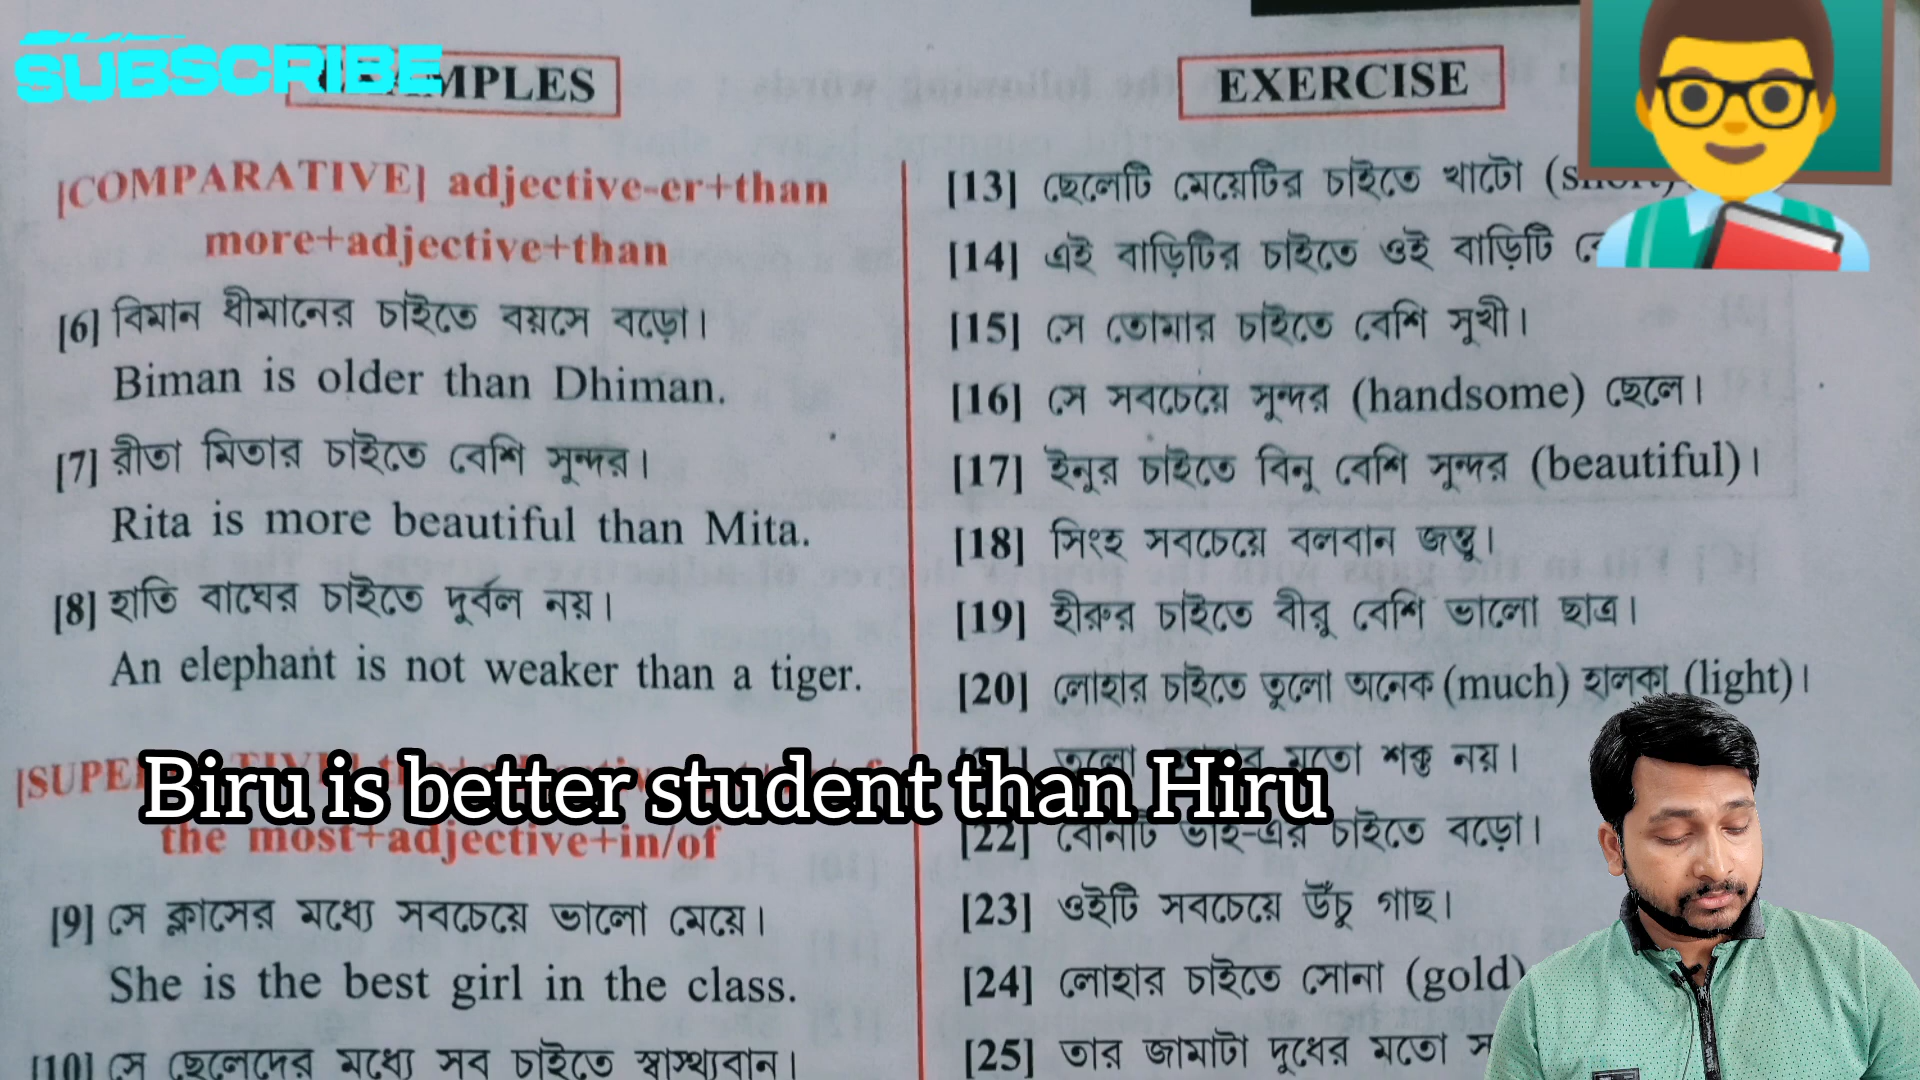 SUBSCRIBE
EXERCISE
[COMPARATIVE] adjective-er+than
more+adjective+than
[6] বিমান ধীমানের চাইতে বয়সে বড়ো।
Biman is older than Dhiman.
[7] রীতা মিতার চাইতে বেশি সুন্দর।
Rita is more beautiful than Mita.
[8] হাতি বাঘের চাইতে দুর্বল নয়।
An elephant is not weaker than a tiger.
the most+adjective+in/of
[9] সে ক্লাসের মধ্যে সবচেয়ে ভালো মেয়ে।
She is the best girl in the class.
[10] সে ছেলেদের মধ্যে সব চাইতে স্বাস্থ্যবান।
[13] ছেলেটি মেয়েটির চাইতে খাটো
[14] এই বাড়িটির চাইতে ওই বাড়িটি
[15] সে তোমার চাইতে বেশি সুখী।
[16] সে সবচেয়ে সুন্দর (handsome) ছেলে।
[17] ইনুর চাইতে বিনু বেশি সুন্দর (beautiful)।
[18] সিংহ সবচেয়ে বলবান জন্তু।
[19] হীরুর চাইতে বীরু বেশি ভালো ছাত্র।
[20] লোহার চাইতে তুলো অনেক (much) হালকা (light)।
তুলো মতো শক্ত নয়।
[22] বোনটি ভাই-এর চাইতে বড়ো।
[23] ওইটি সবচেয়ে উঁচু গাছ।
[24] লোহার চাইতে সোনা (gold)
[25] তার জামাটা দুধের মতো
Biru is better student than Hiru